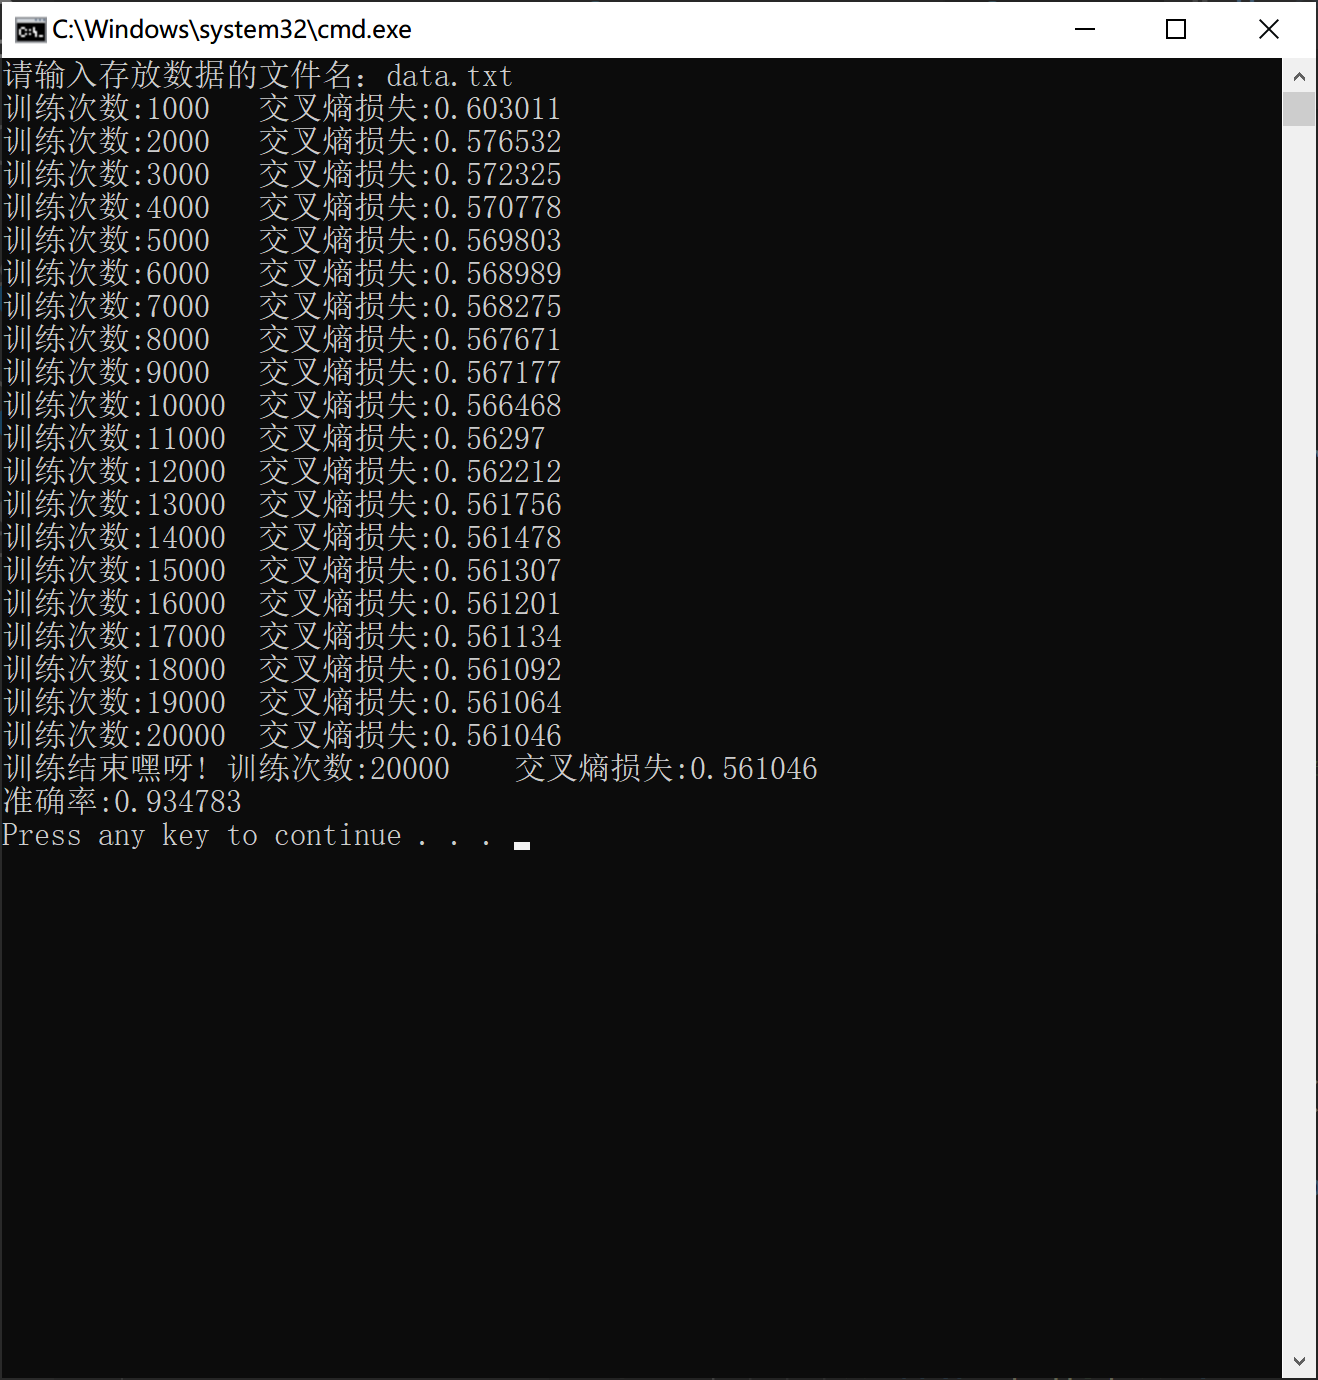 C:\Windows\system32\cmd.exe
请输入存放数据的文件名：data.txt
训练次数:1000   交叉熵损失:0.603011
训练次数:2000   交叉熵损失:0.576532
训练次数:3000   交叉熵损失:0.572325
训练次数:4000   交叉熵损失:0.570778
训练次数:5000   交叉熵损失:0.569803
训练次数:6000   交叉熵损失:0.568989
训练次数:7000   交叉熵损失:0.568275
训练次数:8000   交叉熵损失:0.567671
训练次数:9000   交叉熵损失:0.567177
训练次数:10000  交叉熵损失:0.566468
训练次数:11000  交叉熵损失:0.56297
训练次数:12000  交叉熵损失:0.562212
训练次数:13000  交叉熵损失:0.561756
训练次数:14000  交叉熵损失:0.561478
训练次数:15000  交叉熵损失:0.561307
训练次数:16000  交叉熵损失:0.561201
训练次数:17000  交叉熵损失:0.561134
训练次数:18000  交叉熵损失:0.561092
训练次数:19000  交叉熵损失:0.561064
训练次数:20000  交叉熵损失:0.561046
训练结束嘿呀! 训练次数:20000    交叉熵损失:0.561046
准确率:0.934783
Press any key to continue . . .